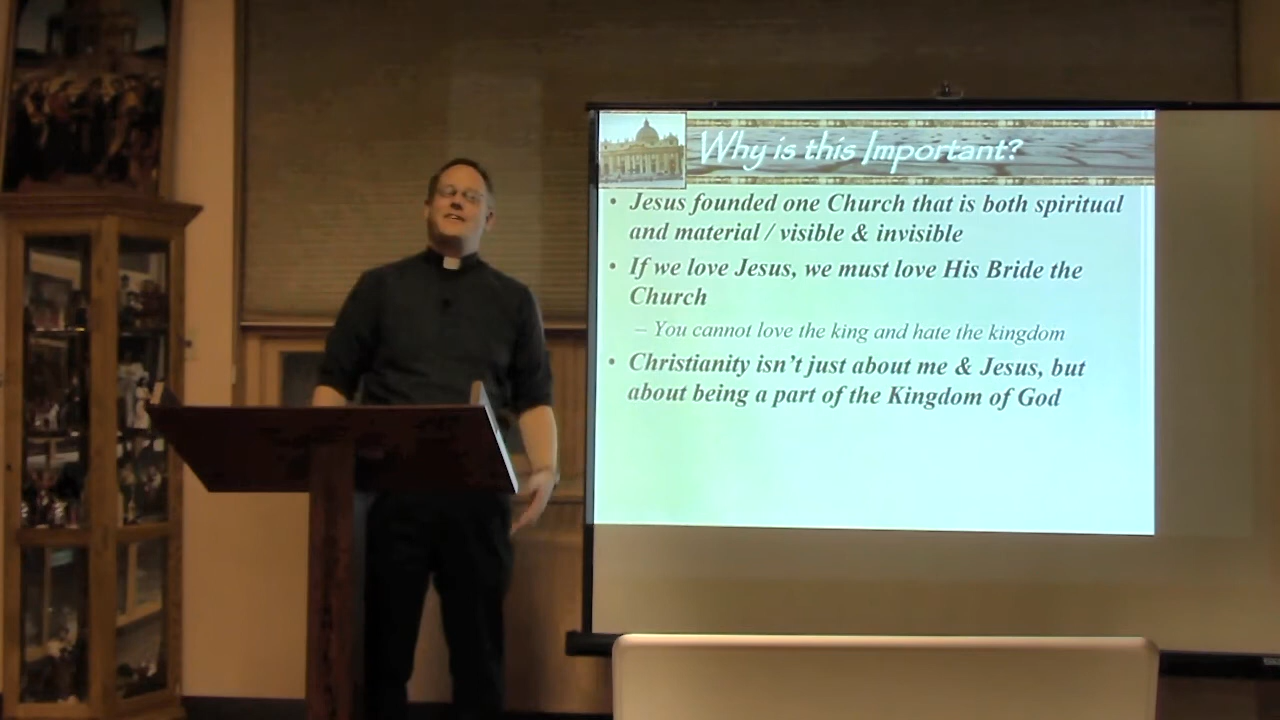 Why is this Important?
• Jesus founded one Church that is both spiritual
and material / visible & invisible
• If we love Jesus, we must love His Bride the
Church
– You cannot love the king and hate the kingdom
• Christianity isn't just about me & Jesus, but
about being a part of the Kingdom of God